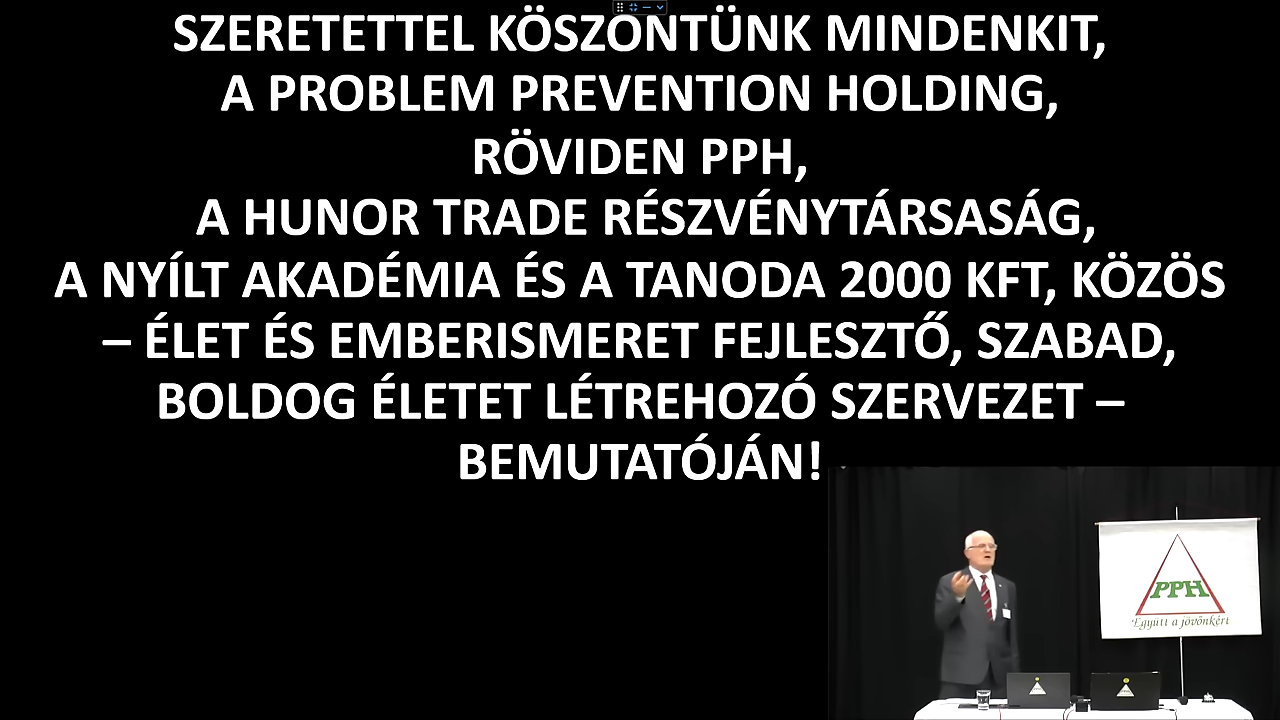 SZERETETTEL KÖSZÖNTÜNK MINDENKIT,
A PROBLEM PREVENTION HOLDING,
RÖVIDEN PPH,
A HUNOR TRADE RÉSZVÉNYTÁRSASÁG,
A NYÍLT AKADÉMIA ÉS A TANODA 2000 KFT, KÖZÖS
– ÉLET ÉS EMBERISMERET FEJLESZTŐ, SZABAD,
BOLDOG ÉLETET LÉTREHOZÓ SZERVEZET –
BEMUTATÓJÁN!
PPH
Együtt a jövőnkért